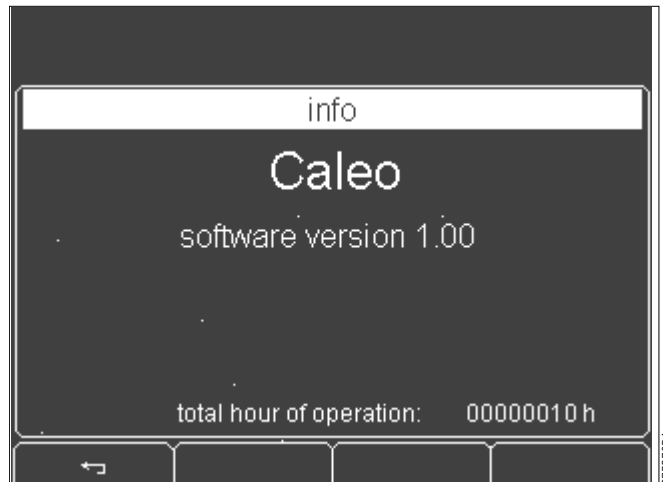 info
Caleo
software version 1.00
total hour of operation: 00000010 h